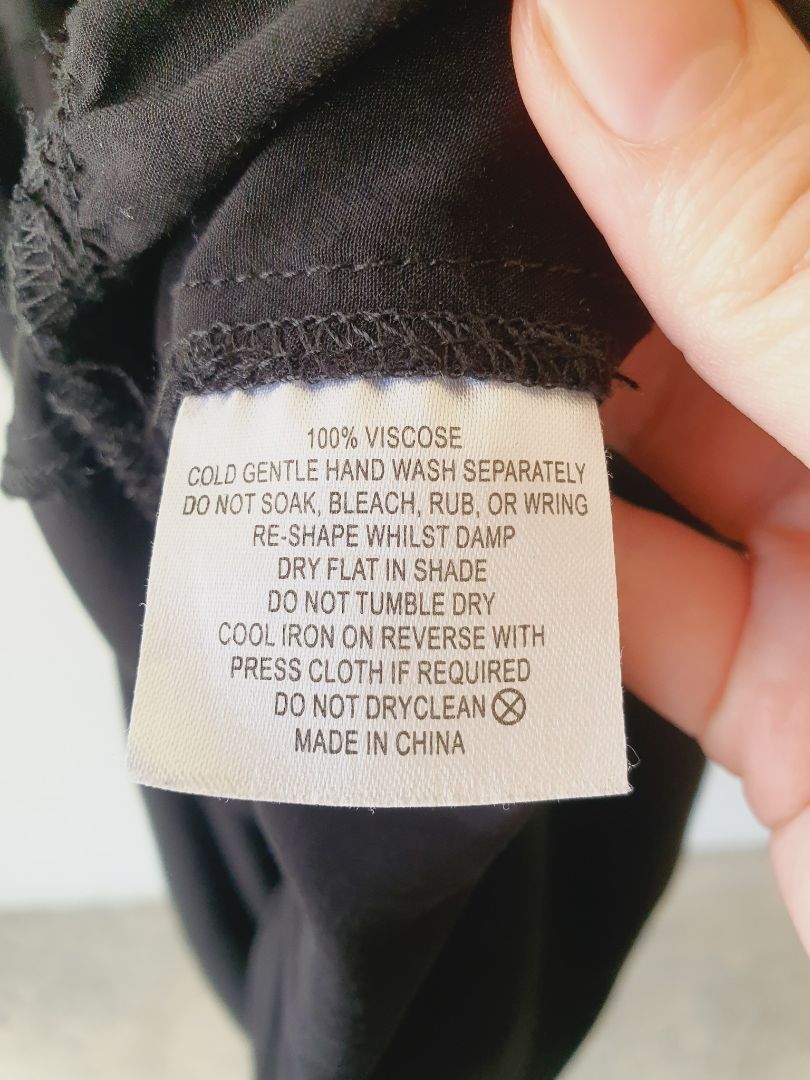 100% VISCOSE
COLD GENTLE HAND WASH SEPARATELY
DO NOT SOAK, BLEACH, RUB, OR WRING
RE-SHAPE WHILST DAMP
DRY FLAT IN SHADE
DO NOT TUMBLE DRY
COOL IRON ON REVERSE WITH
PRESS CLOTH IF REQUIRED
DO NOT DRYCLEAN
MADE IN CHINA